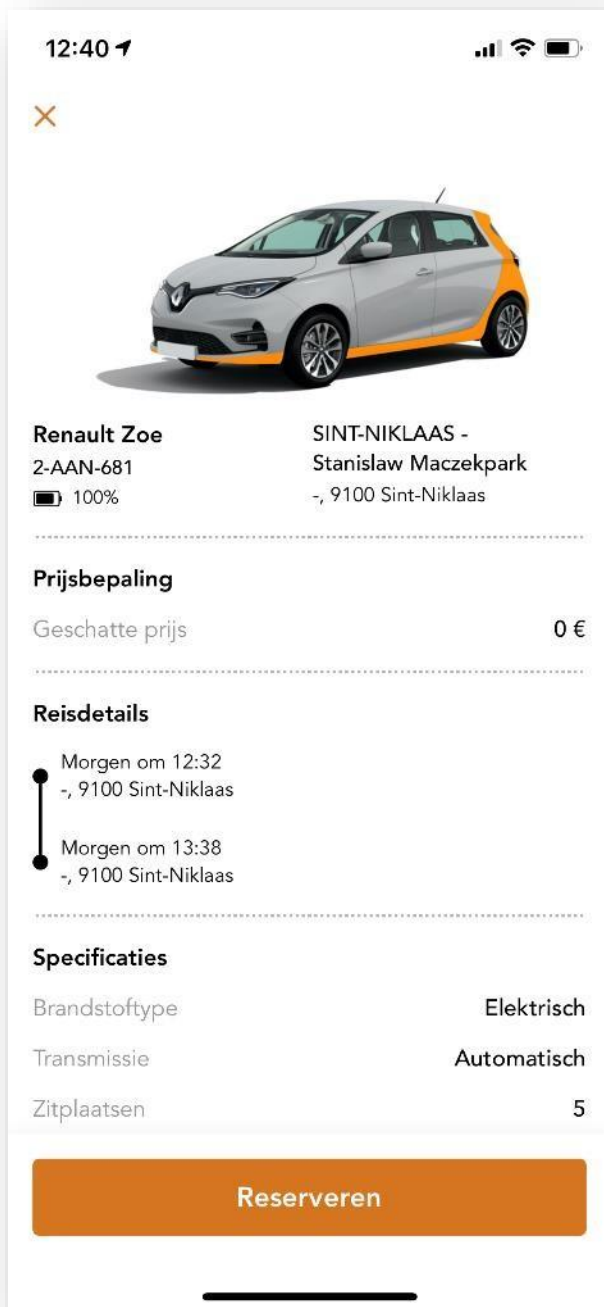 12:40
Renault Zoe
2-AAN-681
100%
SINT-NIKLAAS -
Stanislaw Maczekpark
-, 9100 Sint-Niklaas
Prijsbepaling
Geschatte prijs 0 €
Reisdetails
Morgen om 12:32
-, 9100 Sint-Niklaas
Morgen om 13:38
-, 9100 Sint-Niklaas
Specificaties
Brandstoftype Elektrisch
Transmissie Automatisch
Zitplaatsen 5
Reserveren